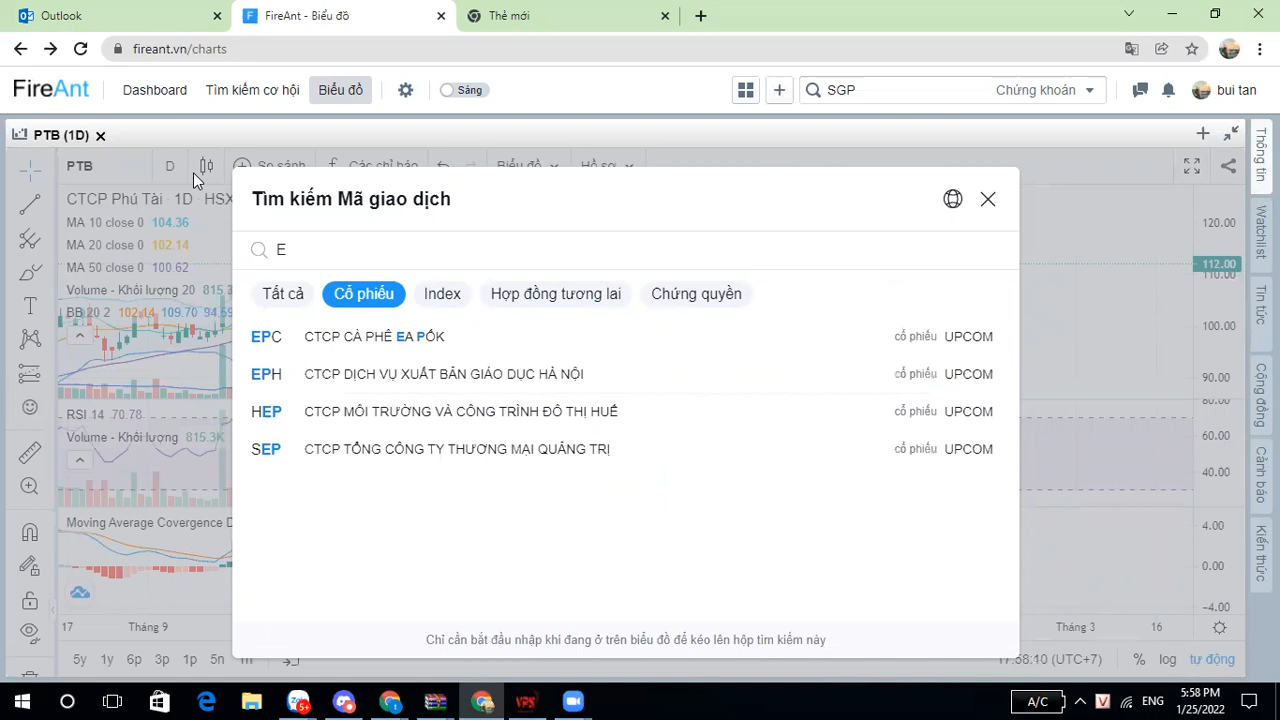 Outlook
FireAnt - Biểu đồ
Thẻ mới
fireant.vn/charts
FireAnt
Dashboard
Tìm kiếm cơ hội
Biểu đồ
Sáng
SGP
Chứng khoán
bui tan
PTB (1D)
PTB
D
So sánh
Các chỉ báo
Biểu đồ
Hồ sơ
CTCP Phú Tài · 1D · HSX
MA 10 close 0 104.36
MA 20 close 0 102.14
MA 50 close 0 100.62
Volume - Khối lượng 20 815.3
BB 20 2 102.14 109.70 94.59
RSI 14 70.78
Volume - Khối lượng 815.3K
Moving Average Covergence D
Tìm kiếm Mã giao dịch
E
Tất cả
Cổ phiếu
Index
Hợp đồng tương lai
Chứng quyền
EPC CTCP CÀ PHÊ EA PỐK cổ phiếu UPCOM
EPH CTCP DỊCH VỤ XUẤT BẢN GIÁO DỤC HÀ NỘI cổ phiếu UPCOM
HEP CTCP MÔI TRƯỜNG VÀ CÔNG TRÌNH ĐÔ THỊ HUẾ cổ phiếu UPCOM
SEP CTCP TỔNG CÔNG TY THƯƠNG MẠI QUẢNG TRỊ cổ phiếu UPCOM
Chỉ cần bắt đầu nhập khi đang ở trên biểu đồ để kéo lên hộp tìm kiếm này
120.00
112.00
110.00
100.00
90.00
80.00
60.00
40.00
4.00
0.00
-4.00
Thông tin
Watchlist
Tin tức
Cộng đồng
Cảnh báo
Kiến thức
17
Tháng 9
Tháng 3
16
5y
1y
6p
3p
1p
5n
1n
17:58:10 (UTC+7)
%
log
tự động
Zalo
5+
VPS
A/C
V
ENG
5:58 PM
1/25/2022